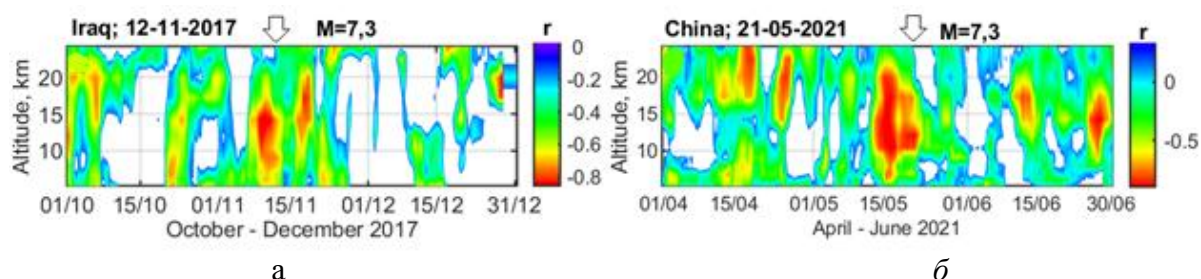 Iraq; 12-11-2017 M=7,3 r
Altitude, km
20
15
10
0
-0.2
-0.4
-0.6
-0.8
01/10 15/10 01/11 15/11 01/12 15/12 31/12
October - December 2017
а
China; 21-05-2021 M=7,3 r
Altitude, km
20
15
10
0
-0.5
01/04 15/04 01/05 15/05 01/06 15/06 30/06
April - June 2021
б